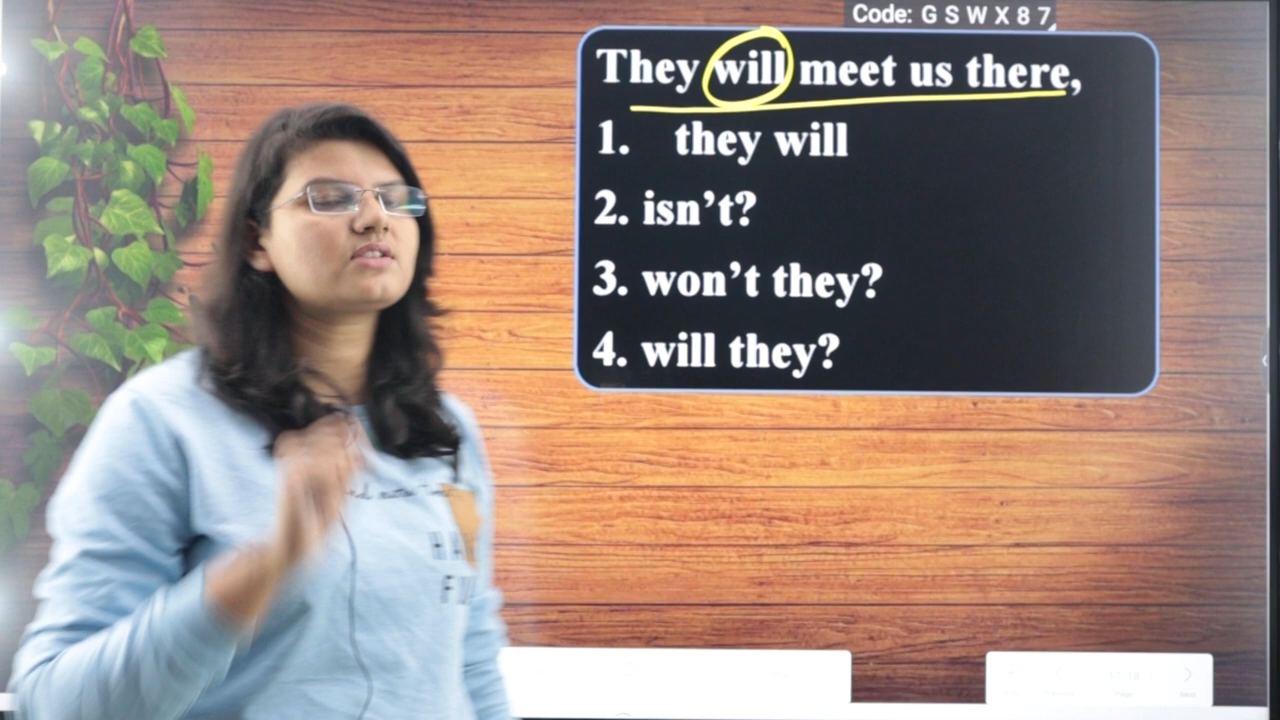 Code: G S W X 8 7
They will meet us there,
1. they will
2. isn't?
3. won't they?
4. will they?